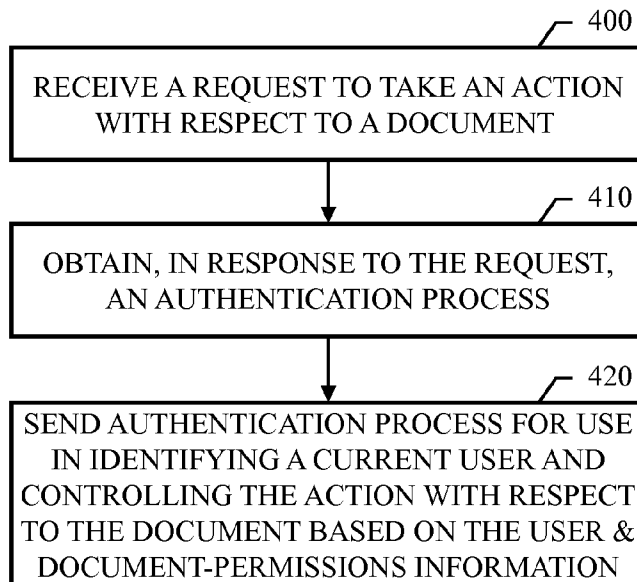 400
RECEIVE A REQUEST TO TAKE AN ACTION
WITH RESPECT TO A DOCUMENT
410
OBTAIN, IN RESPONSE TO THE REQUEST,
AN AUTHENTICATION PROCESS
420
SEND AUTHENTICATION PROCESS FOR USE
IN IDENTIFYING A CURRENT USER AND
CONTROLLING THE ACTION WITH RESPECT
TO THE DOCUMENT BASED ON THE USER &
DOCUMENT-PERMISSIONS INFORMATION